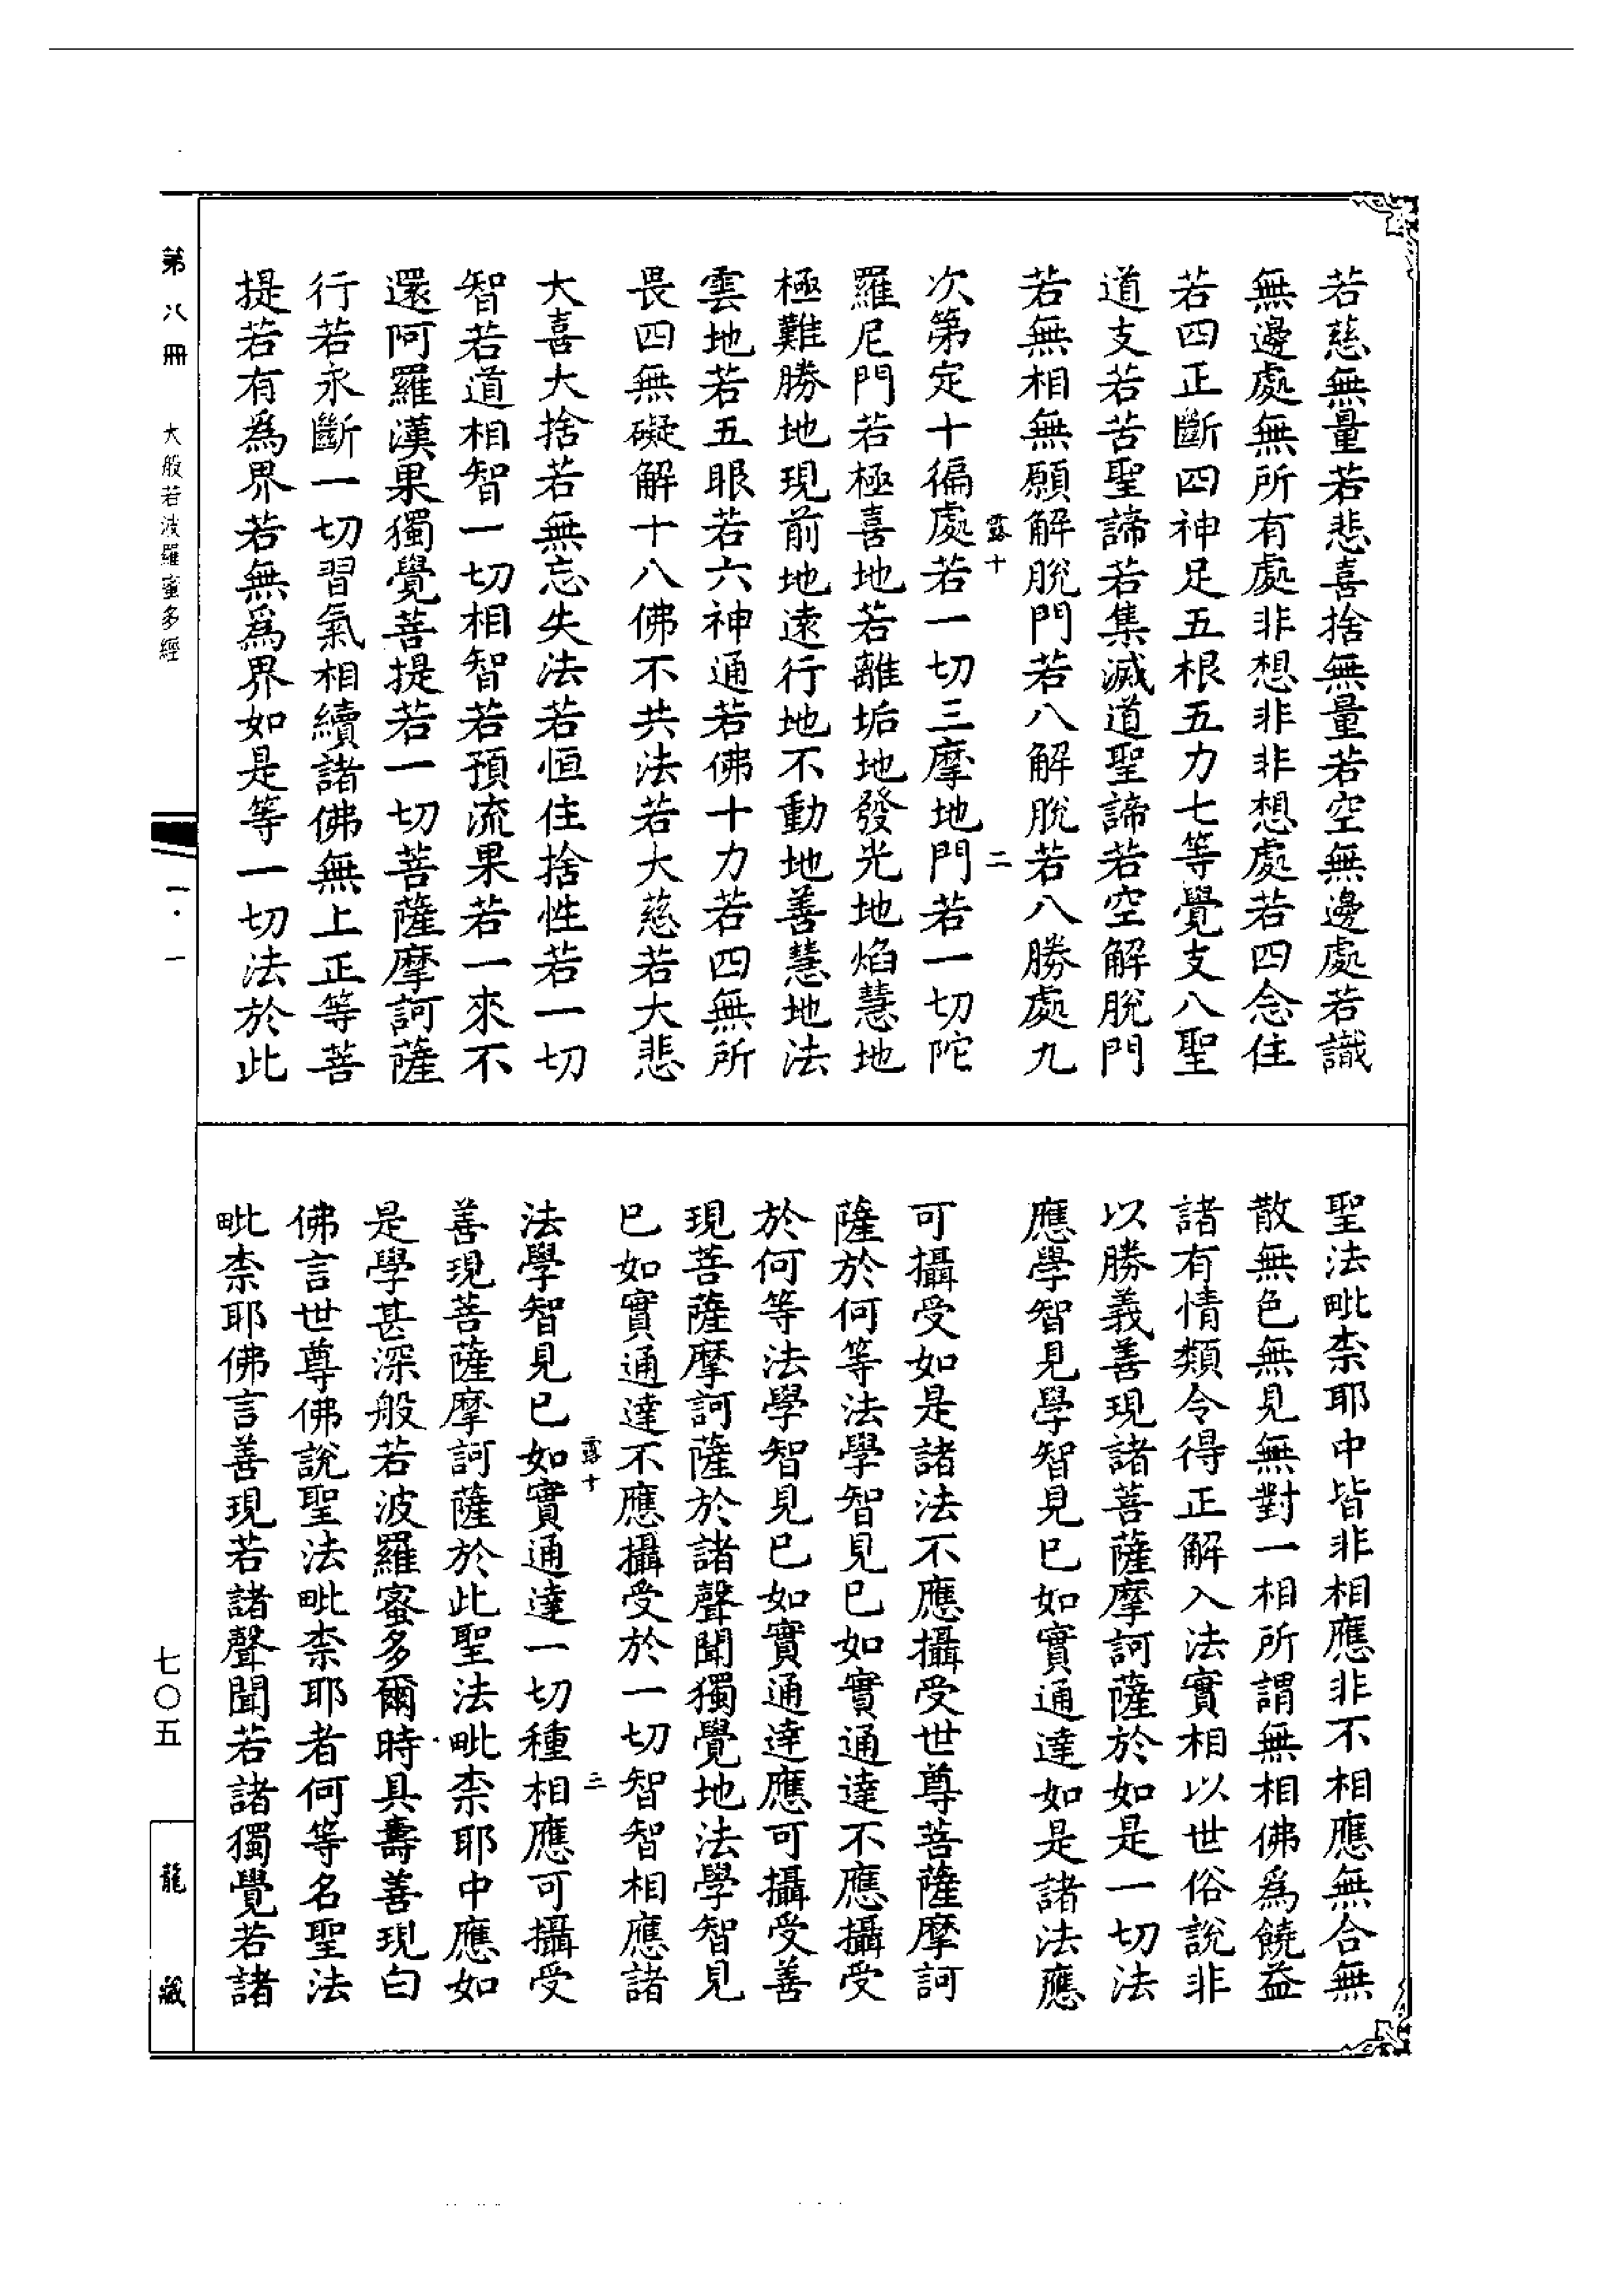 若慈無量若悲喜捨無量若空無邊處若識
無邊處無所有處非想非非想處若四念住
若四正斷四神足五根五力七等覺支八聖
道支若苦聖諦若集滅道聖諦若空解脫門
若無相無願解脫門若八解脫若八勝處九
露十 二
次第定十徧處若一切三摩地門若一切陀
羅尼門若極喜地若離垢地發光地焰慧地
極難勝地現前地遠行地不動地善慧地法
雲地若五眼若六神通若佛十力若四無所
畏四無礙解十八佛不共法若大慈若大悲
大喜大捨若無忘失法若恒住捨性若一切
智若道相智一切相智若預流果若一來不
還阿羅漢果獨覺菩提若一切菩薩摩訶薩
行若永斷一切習氣相續諸佛無上正等菩
提若有為界若無為界如是等一切法於此
聖法毗柰耶中皆非相應非不相應無合無
散無色無見無對一相所謂無相佛為饒益
諸有情類令得正解入法實相以世俗說非
以勝義善現諸菩薩摩訶薩於如是一切法
應學智見學智見已如實通達如是諸法應
可攝受如是諸法不應攝受世尊菩薩摩訶
薩於何等法學智見已如實通達不應攝受
於何等法學智見已如實通達應可攝受善
現菩薩摩訶薩於諸聲聞獨覺地法學智見
已如實通達不應攝受於一切智智相應諸
露十 三
法學智見已如實通達一切種相應可攝受
善現菩薩摩訶薩於此聖法毗柰耶中應如
是學甚深般若波羅蜜多爾時具壽善現白
佛言世尊佛說聖法毗柰耶者何等名聖法
毗柰耶佛言善現若諸聲聞若諸獨覺若諸
第八冊 大般若波羅蜜多經 一·一
七〇五
龍藏